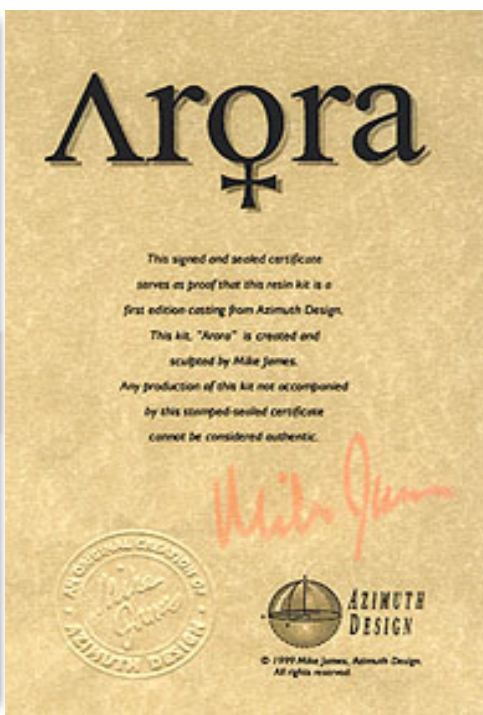 Arora
This signed and sealed certificate
serves as proof that this resin kit is a
first edition casting from Azimuth Design.
This kit, "Arora" is created and
sculpted by Mike James.
Any production of this kit not accompanied
by this stamped-sealed certificate
cannot be considered authentic.
Mike James
AN ORIGINAL CREATION OF
Mike James
AZIMUTH DESIGN
AZIMUTH
DESIGN
© 1999 Mike James, Azimuth Design.
All rights reserved.